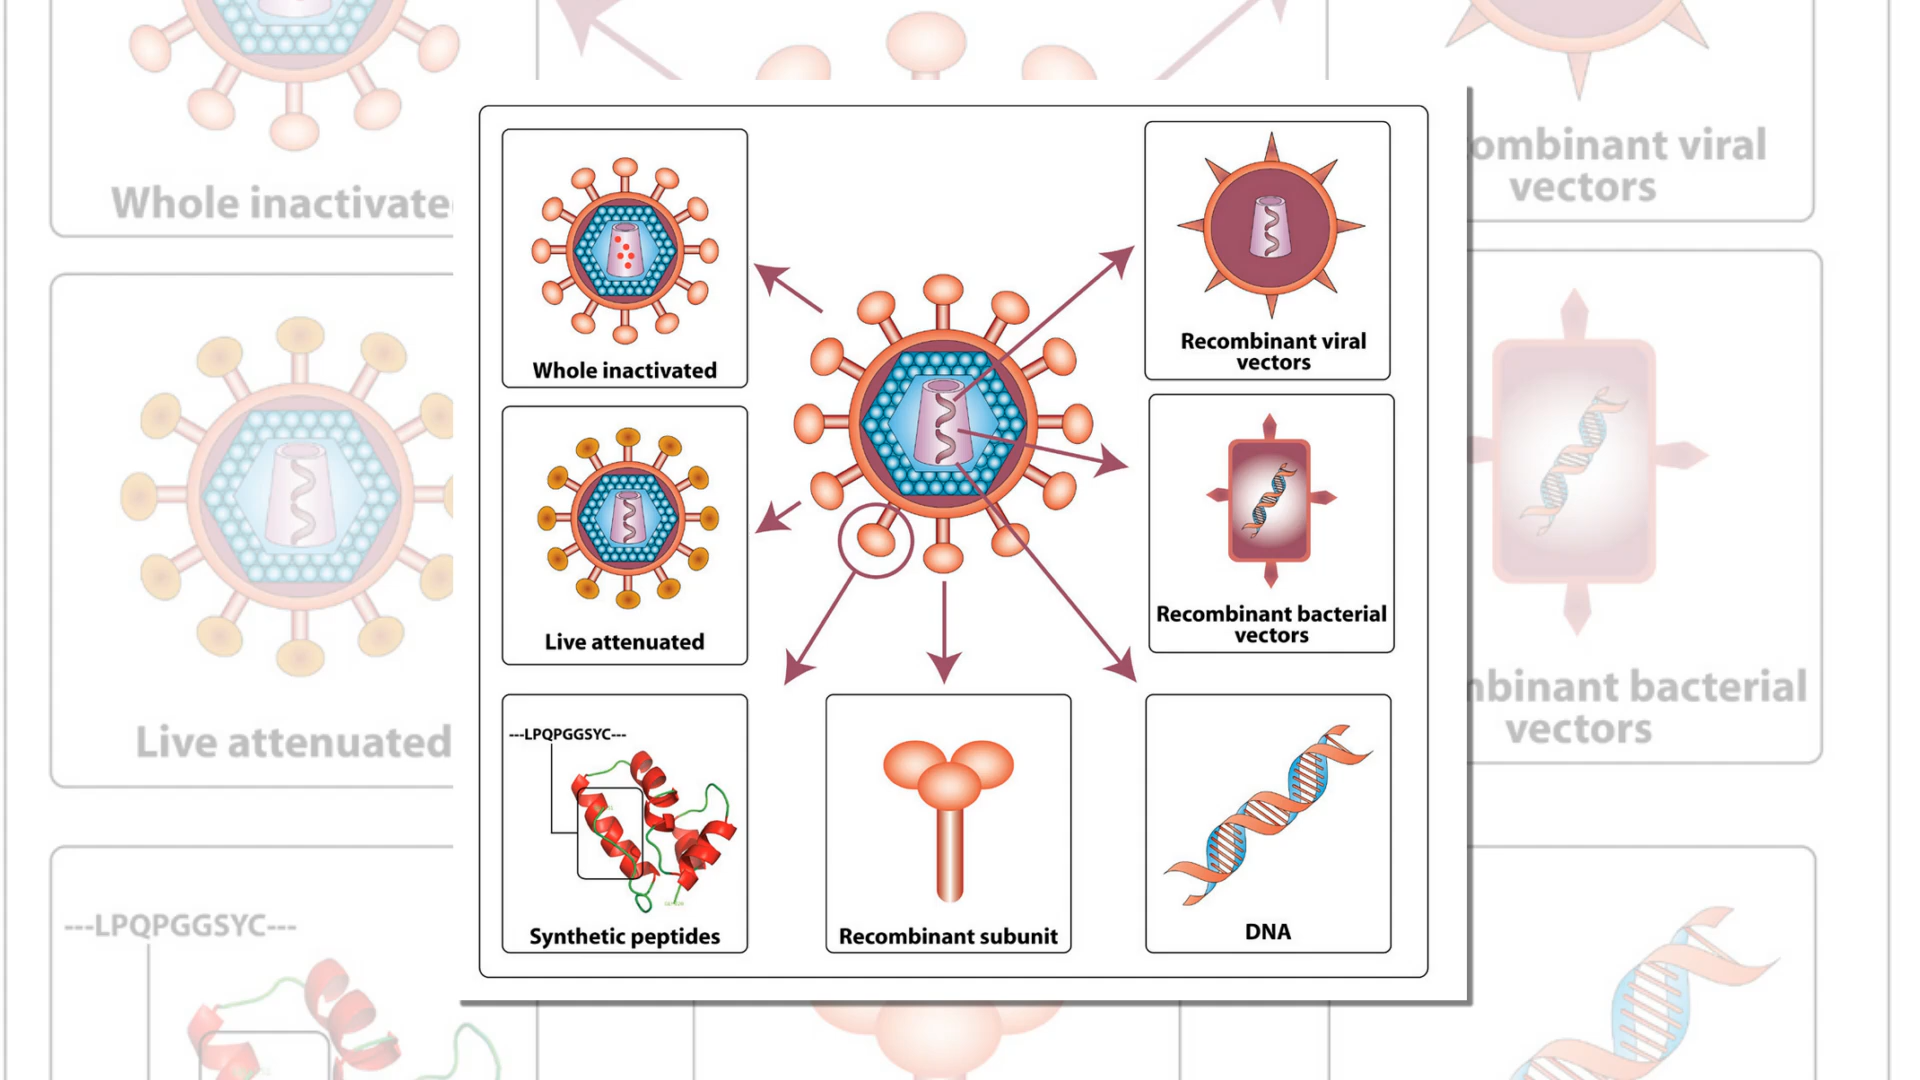 Whole inactivated
Recombinant viral
vectors
Live attenuated
Recombinant bacterial
vectors
---LPQPGGSYC---
Synthetic peptides
Recombinant subunit
DNA
Whole inactivate
ombinant viral
vectors
Live attenuated
nbinant bacterial
vectors
---LPQPGGSYC---